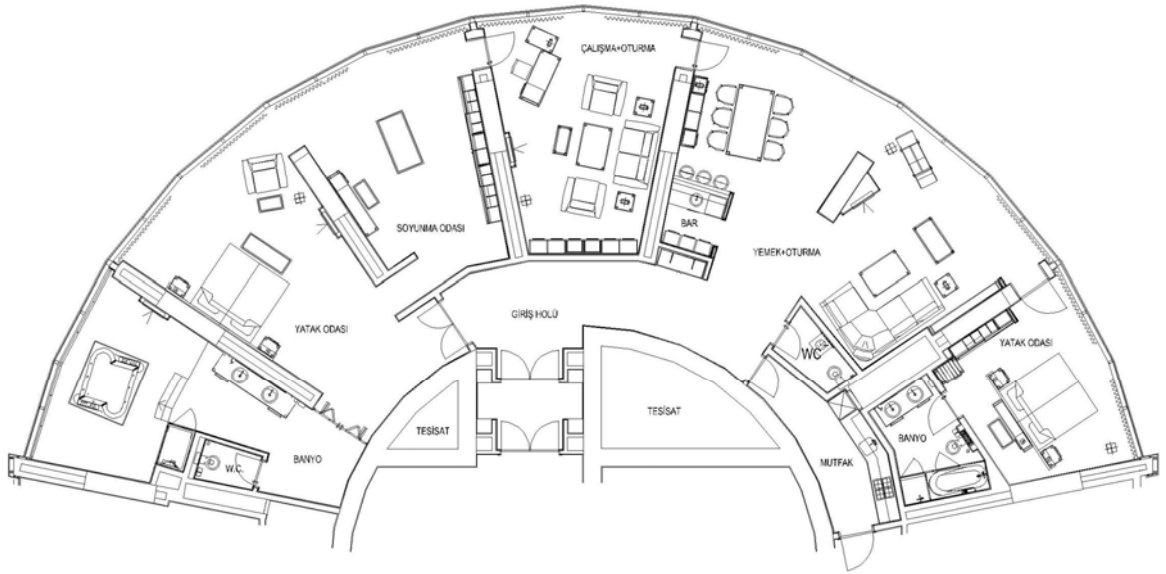 ÇALIŞMA+OTURMA
SOYUNMA ODASI
BAR
YEMEK+OTURMA
GİRİŞ HOLÜ
YATAK ODASI
WC
YATAK ODASI
TESİSAT
TESİSAT
BANYO
W.C.
BANYO
MUTFAK